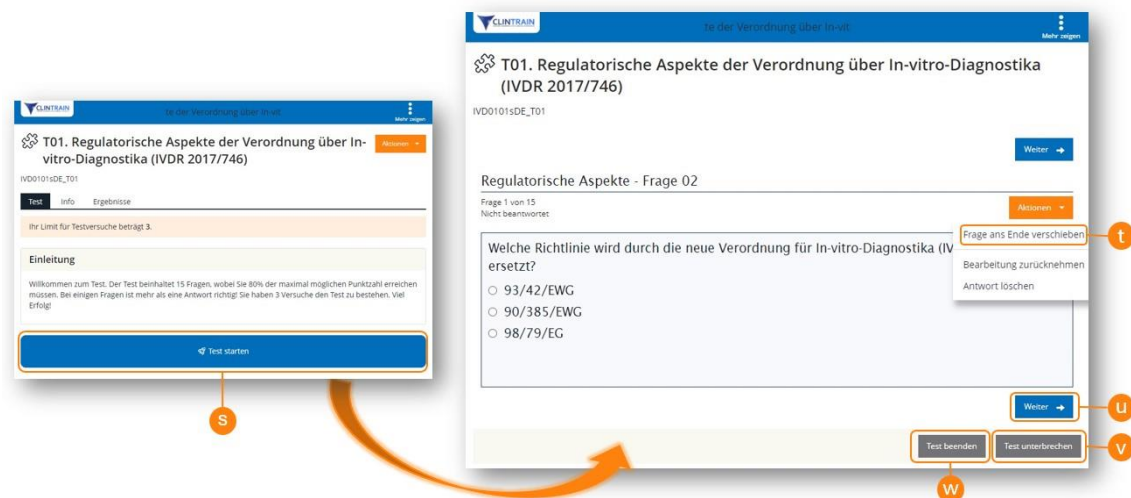 CLINTRAIN
te der Verordnung über In-vit
Mehr zeigen
T01. Regulatorische Aspekte der Verordnung über In-
vitro-Diagnostika (IVDR 2017/746)
Aktionen
IVD0101sDE_T01
Test Info Ergebnisse
Ihr Limit für Testversuche beträgt 3.
Einleitung
Willkommen zum Test. Der Test beinhaltet 15 Fragen, wobei Sie 80% der maximal möglichen Punktzahl erreichen
müssen. Bei einigen Fragen ist mehr als eine Antwort richtig! Sie haben 3 Versuche den Test zu bestehen. Viel
Erfolg!
Test starten
s
CLINTRAIN
te der Verordnung über In-vit
Mehr zeigen
T01. Regulatorische Aspekte der Verordnung über In-vitro-Diagnostika
(IVDR 2017/746)
IVD0101sDE_T01
Weiter →
Regulatorische Aspekte - Frage 02
Frage 1 von 15
Nicht beantwortet
Aktionen
Frage ans Ende verschieben
t
Bearbeitung zurücknehmen
Antwort löschen
Welche Richtlinie wird durch die neue Verordnung für In-vitro-Diagnostika (IV
ersetzt?
93/42/EWG
90/385/EWG
98/79/EG
Weiter →
u
Test beenden Test unterbrechen
v
w